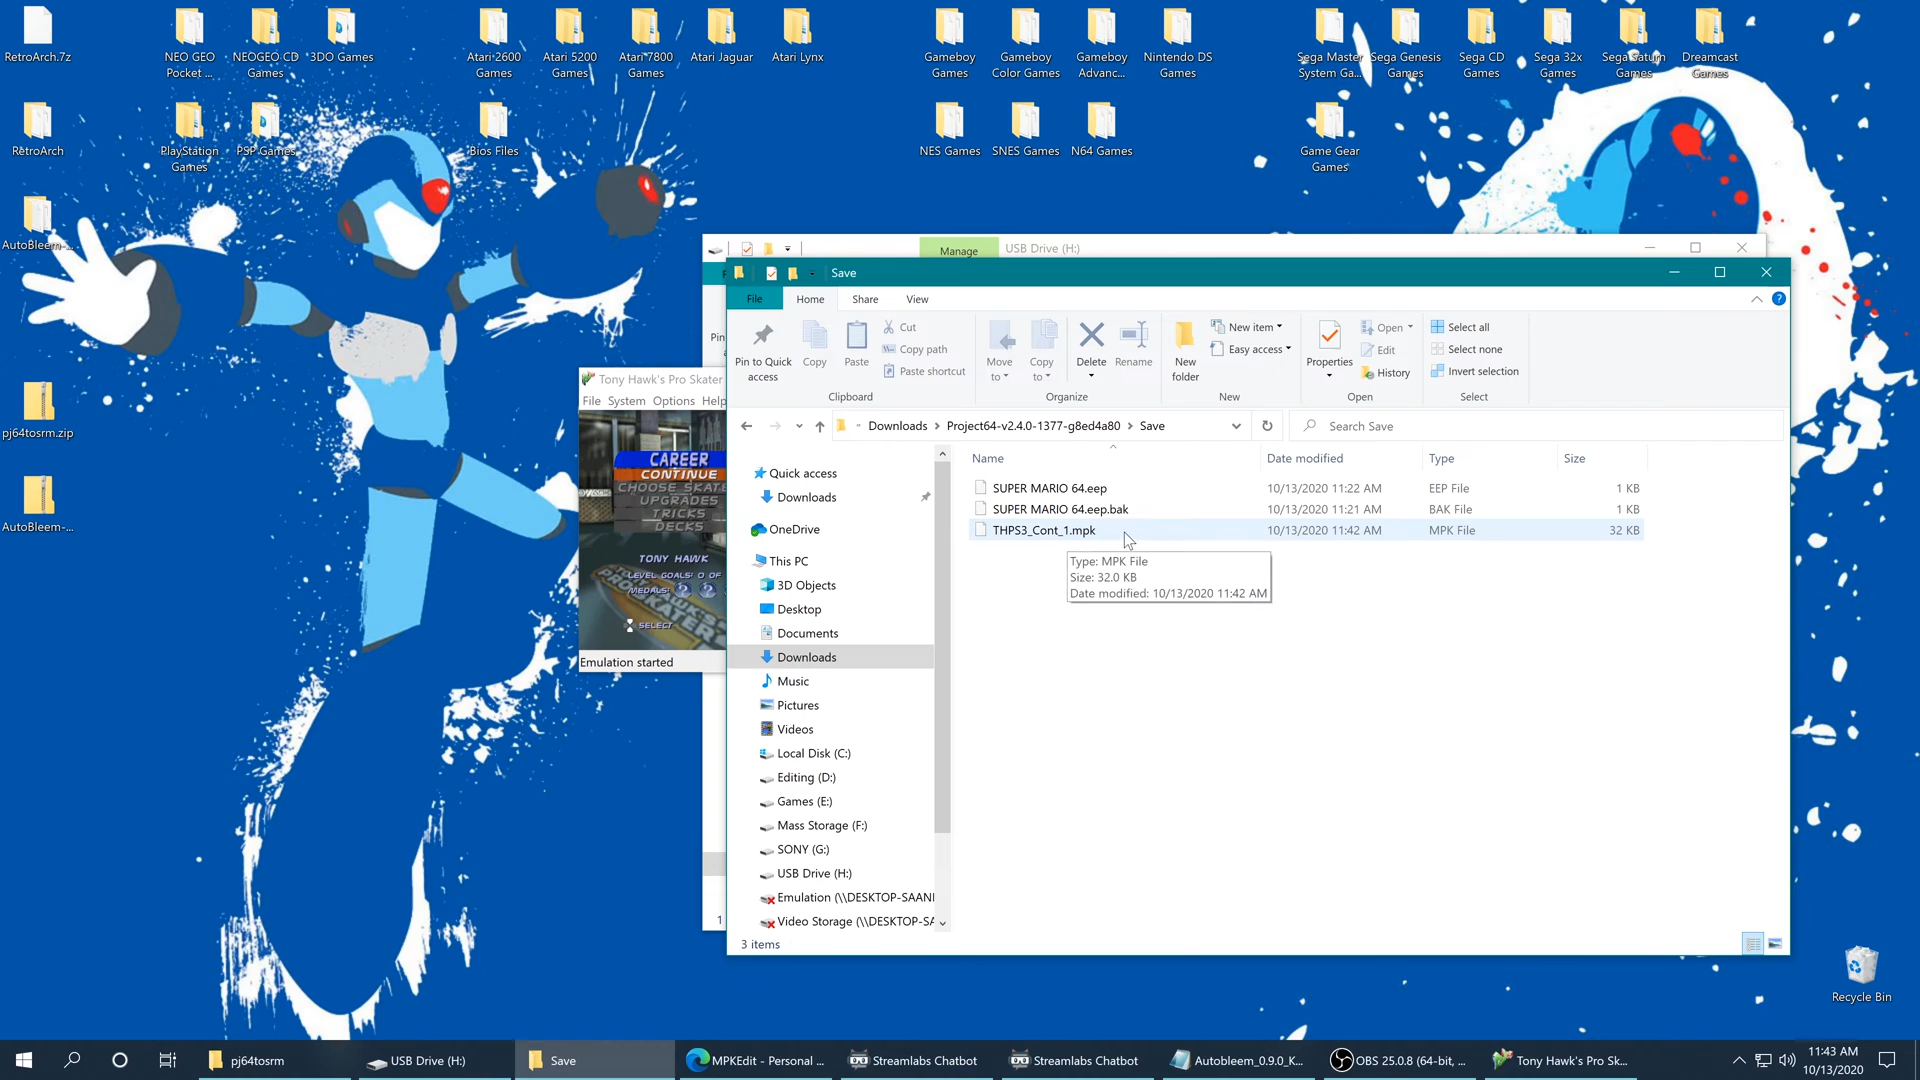 RetroArch.7z
NEO GEO
Pocket ...
NEOGEO CD
Games
3DO Games
Atari 2600
Games
Atari 5200
Games
Atari 7800
Games
Atari Jaguar
Atari Lynx
Gameboy
Games
Gameboy
Color Games
Gameboy
Advanc...
Nintendo DS
Games
Sega Master
System Ga...
Sega Genesis
Games
Sega CD
Games
Sega 32x
Games
Sega Saturn
Games
Dreamcast
Games
RetroArch
PlayStation
Games
PSP Games
Bios Files
NES Games
SNES Games
N64 Games
Game Gear
Games
AutoBleem-...
pj64tosrm.zip
AutoBleem-...
Manage
USB Drive (H:)
Save
File
Home
Share
View
Pin to Quick
access
Copy
Paste
Cut
Copy path
Paste shortcut
Clipboard
Move
to
Copy
to
Delete
Rename
Organize
New
folder
New item
Easy access
New
Properties
Open
Edit
History
Open
Select all
Select none
Invert selection
Select
Pin
Tony Hawk's Pro Skater
File System Options Help
CAREER
CONTINUE
CHOOSE SKATE
UPGRADES
TRICKS
DECKS
TONY HAWK
LEVEL GOALS: 0 OF
MEDALS:
SELECT
Emulation started
Downloads
Project64-v2.4.0-1377-g8ed4a80
Save
Search Save
Name
Date modified
Type
Size
SUPER MARIO 64.eep
10/13/2020 11:22 AM
EEP File
1 KB
SUPER MARIO 64.eep.bak
10/13/2020 11:21 AM
BAK File
1 KB
THPS3_Cont_1.mpk
10/13/2020 11:42 AM
MPK File
32 KB
Type: MPK File
Size: 32.0 KB
Date modified: 10/13/2020 11:42 AM
Quick access
Downloads
OneDrive
This PC
3D Objects
Desktop
Documents
Downloads
Music
Pictures
Videos
Local Disk (C:)
Editing (D:)
Games (E:)
Mass Storage (F:)
SONY (G:)
USB Drive (H:)
Emulation (\\DESKTOP-SAANI
Video Storage (\\DESKTOP-SA
1
3 items
Recycle Bin
pj64tosrm
USB Drive (H:)
Save
MPKEdit - Personal ...
Streamlabs Chatbot
Streamlabs Chatbot
Autobleem_0.9.0_K...
OBS 25.0.8 (64-bit, ...
Tony Hawk's Pro Sk...
11:43 AM
10/13/2020